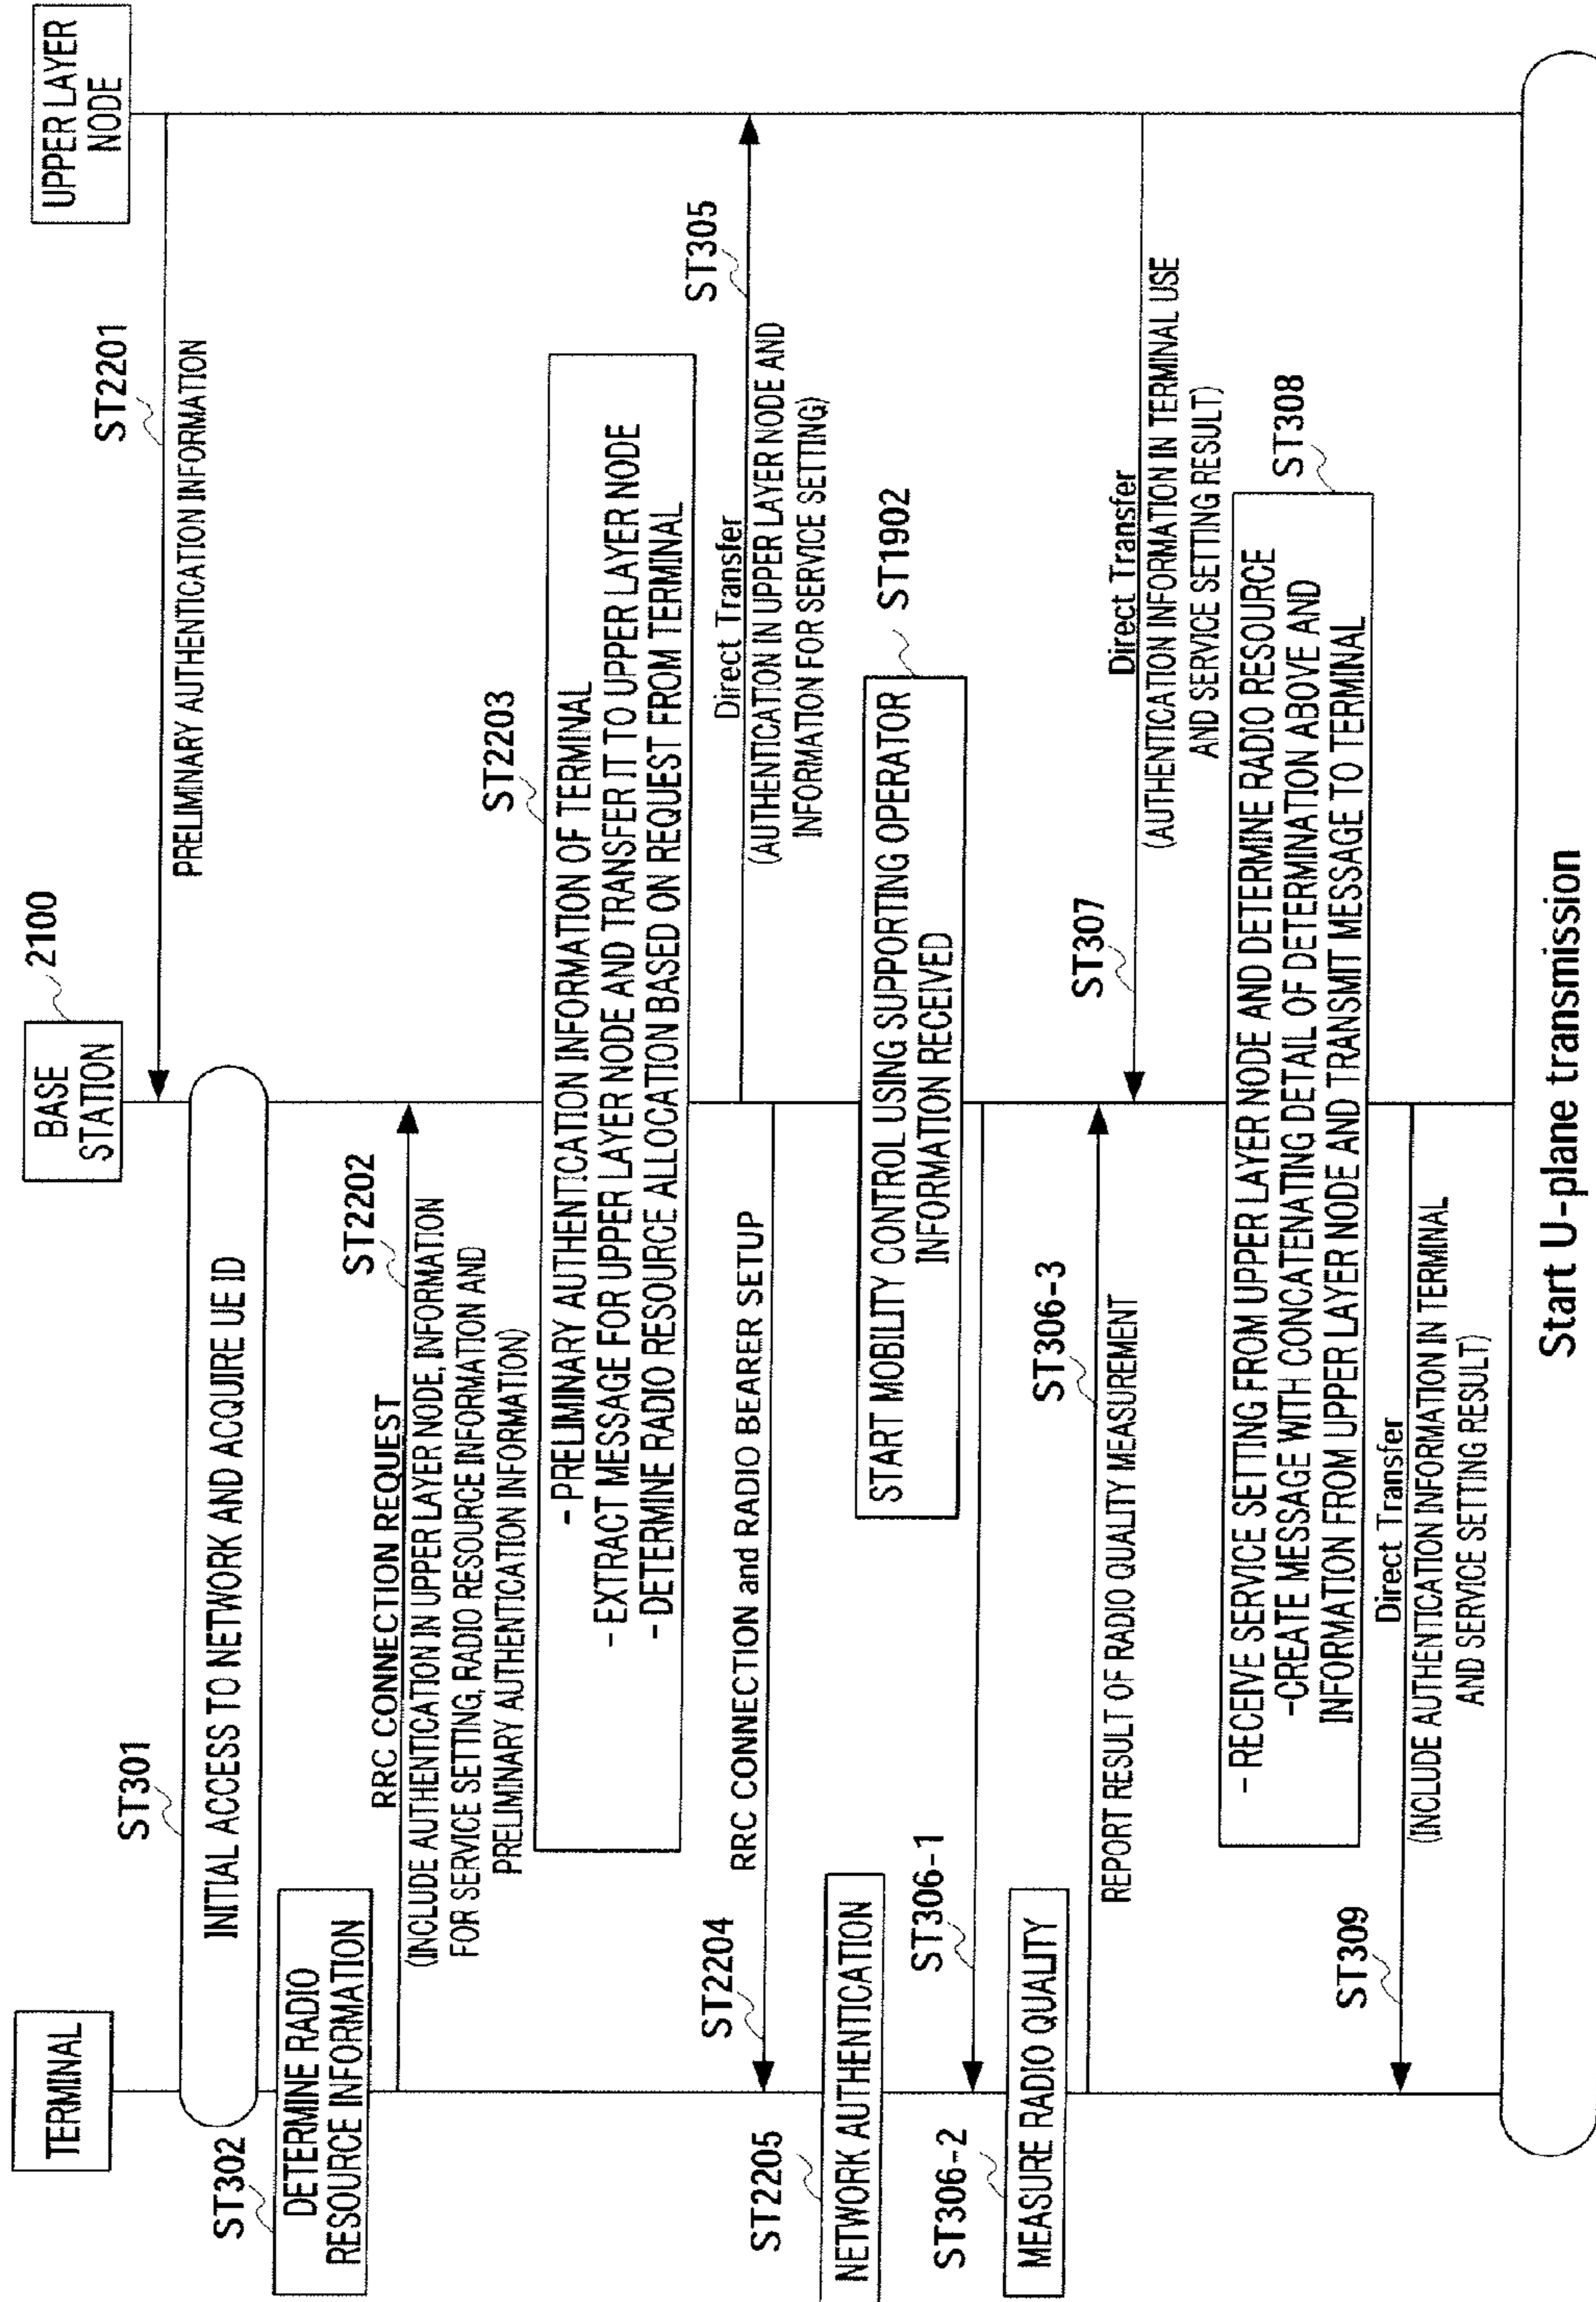 TERMINAL
BASE
STATION
2100
UPPER LAYER
NODE
ST2201
PRELIMINARY AUTHENTICATION INFORMATION
ST301
INITIAL ACCESS TO NETWORK AND ACQUIRE UE ID
ST302
DETERMINE RADIO
RESOURCE INFORMATION
ST2202
RRC CONNECTION REQUEST
(INCLUDE AUTHENTICATION IN UPPER LAYER NODE, INFORMATION
FOR SERVICE SETTING, RADIO RESOURCE INFORMATION AND
PRELIMINARY AUTHENTICATION INFORMATION)
ST2203
- PRELIMINARY AUTHENTICATION INFORMATION OF TERMINAL
- EXTRACT MESSAGE FOR UPPER LAYER NODE AND TRANSFER IT TO UPPER LAYER NODE
- DETERMINE RADIO RESOURCE ALLOCATION BASED ON REQUEST FROM TERMINAL
ST305
Direct Transfer
(AUTHENTICATION IN UPPER LAYER NODE AND
INFORMATION FOR SERVICE SETTING)
ST2204
RRC CONNECTION and RADIO BEARER SETUP
ST2205
NETWORK AUTHENTICATION
ST1902
START MOBILITY CONTROL USING SUPPORTING OPERATOR
INFORMATION RECEIVED
ST306-1
ST306-2
MEASURE RADIO QUALITY
ST306-3
REPORT RESULT OF RADIO QUALITY MEASUREMENT
ST307
Direct Transfer
(AUTHENTICATION INFORMATION IN TERMINAL USE
AND SERVICE SETTING RESULT)
ST308
- RECEIVE SERVICE SETTING FROM UPPER LAYER NODE AND DETERMINE RADIO RESOURCE
-CREATE MESSAGE WITH CONCATENATING DETAIL OF DETERMINATION ABOVE AND
INFORMATION FROM UPPER LAYER NODE AND TRANSMIT MESSAGE TO TERMINAL
ST309
Direct Transfer
(INCLUDE AUTHENTICATION INFORMATION IN TERMINAL
AND SERVICE SETTING RESULT)
Start U-plane transmission